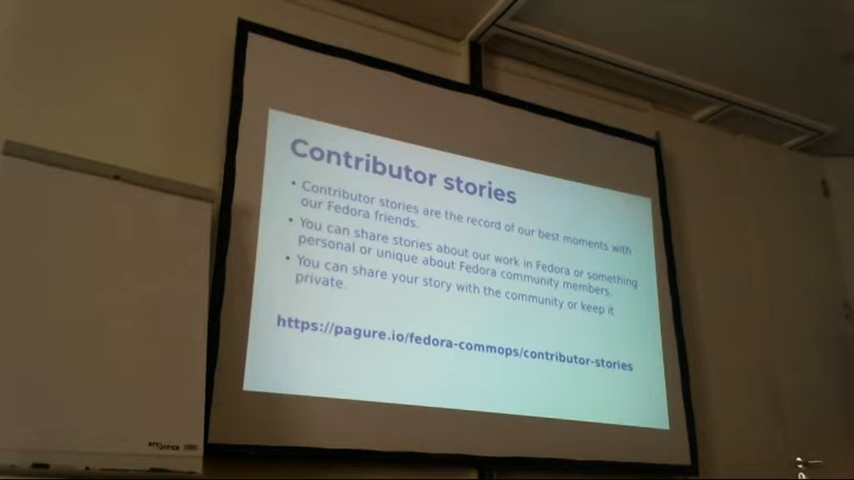 Contributor stories
• Contributor stories are the record of our best moments with
our Fedora friends.
• You can share stories about our work in Fedora or something
personal or unique about Fedora community members.
• You can share your story with the community or keep it
private.
https://pagure.io/fedora-commops/contributor-stories